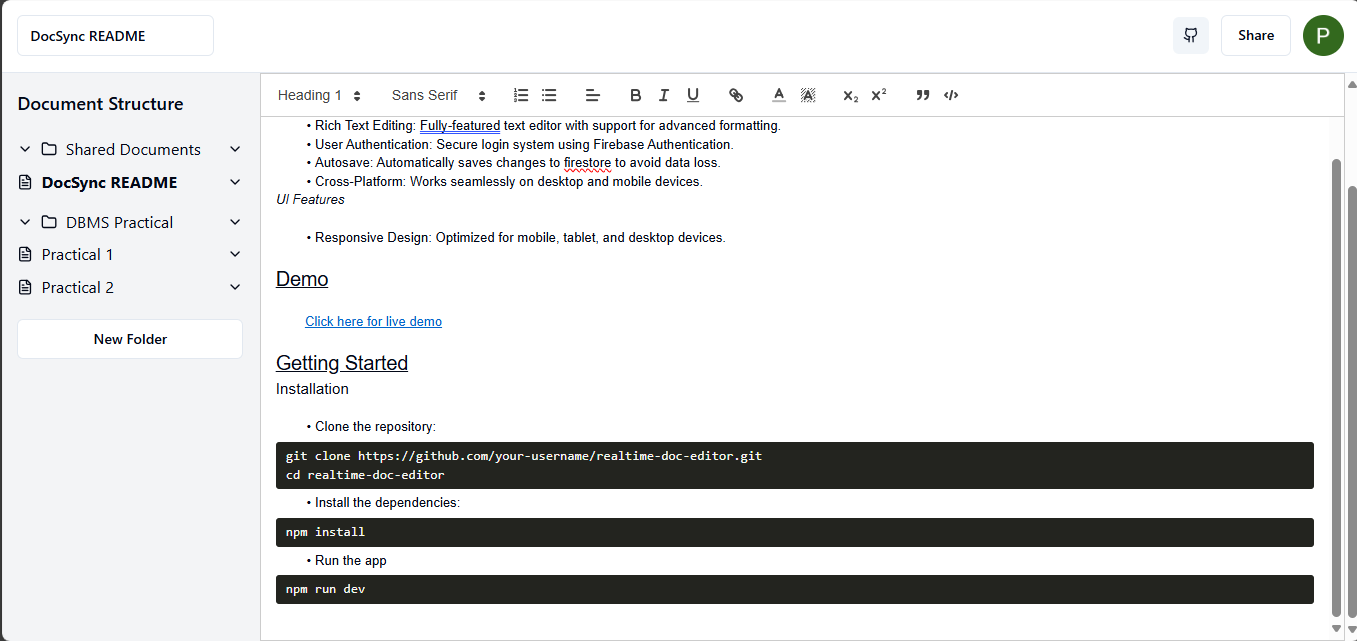 DocSync README
Share
P
Document Structure
Shared Documents
DocSync README
DBMS Practical
Practical 1
Practical 2
New Folder
Heading 1
Sans Serif
B I U
A A
X₂ X²
• Rich Text Editing: Fully-featured text editor with support for advanced formatting.
• User Authentication: Secure login system using Firebase Authentication.
• Autosave: Automatically saves changes to firestore to avoid data loss.
• Cross-Platform: Works seamlessly on desktop and mobile devices.
UI Features
• Responsive Design: Optimized for mobile, tablet, and desktop devices.
Demo
Click here for live demo
Getting Started
Installation
• Clone the repository:
git clone https://github.com/your-username/realtime-doc-editor.git
cd realtime-doc-editor
• Install the dependencies:
npm install
• Run the app
npm run dev